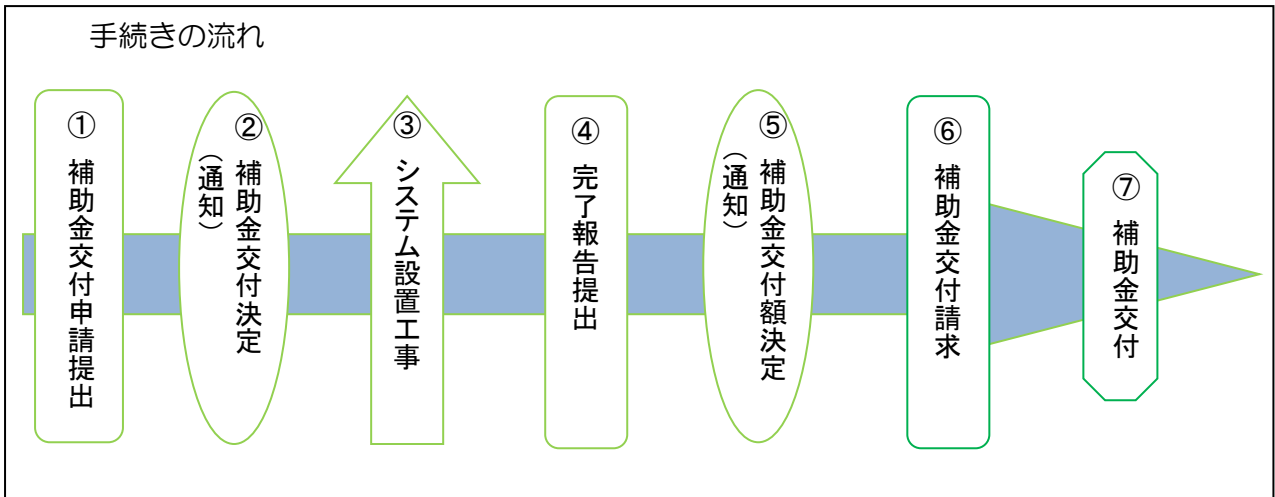 手続きの流れ
①
補助金交付申請提出
②
補助金交付決定
（通知）
③
システム設置工事
④
完了報告提出
⑤
補助金交付額決定
（通知）
⑥
補助金交付請求
⑦
補助金交付